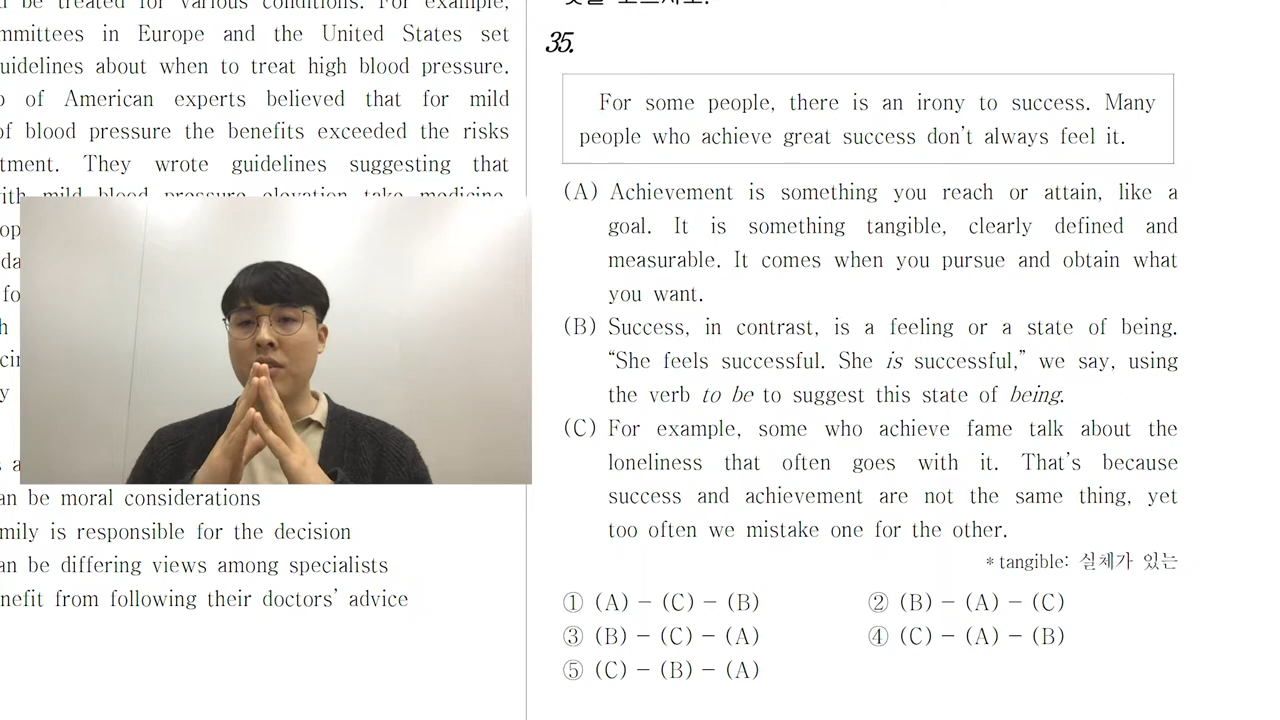 be treated for various conditions. For example,
mmittees in Europe and the United States set
uidelines about when to treat high blood pressure.
of American experts believed that for mild
of blood pressure the benefits exceeded the risks
tment. They wrote guidelines suggesting that
ith mild blood pressure elevation take medicine.
an be moral considerations
mily is responsible for the decision
an be differing views among specialists
nefit from following their doctors' advice
35.
For some people, there is an irony to success. Many
people who achieve great success don't always feel it.
(A) Achievement is something you reach or attain, like a
goal. It is something tangible, clearly defined and
measurable. It comes when you pursue and obtain what
you want.
(B) Success, in contrast, is a feeling or a state of being.
“She feels successful. She is successful,” we say, using
the verb to be to suggest this state of being.
(C) For example, some who achieve fame talk about the
loneliness that often goes with it. That's because
success and achievement are not the same thing, yet
too often we mistake one for the other.
* tangible: 실체가 있는
① (A) - (C) - (B)
② (B) - (A) - (C)
③ (B) - (C) - (A)
④ (C) - (A) - (B)
⑤ (C) - (B) - (A)